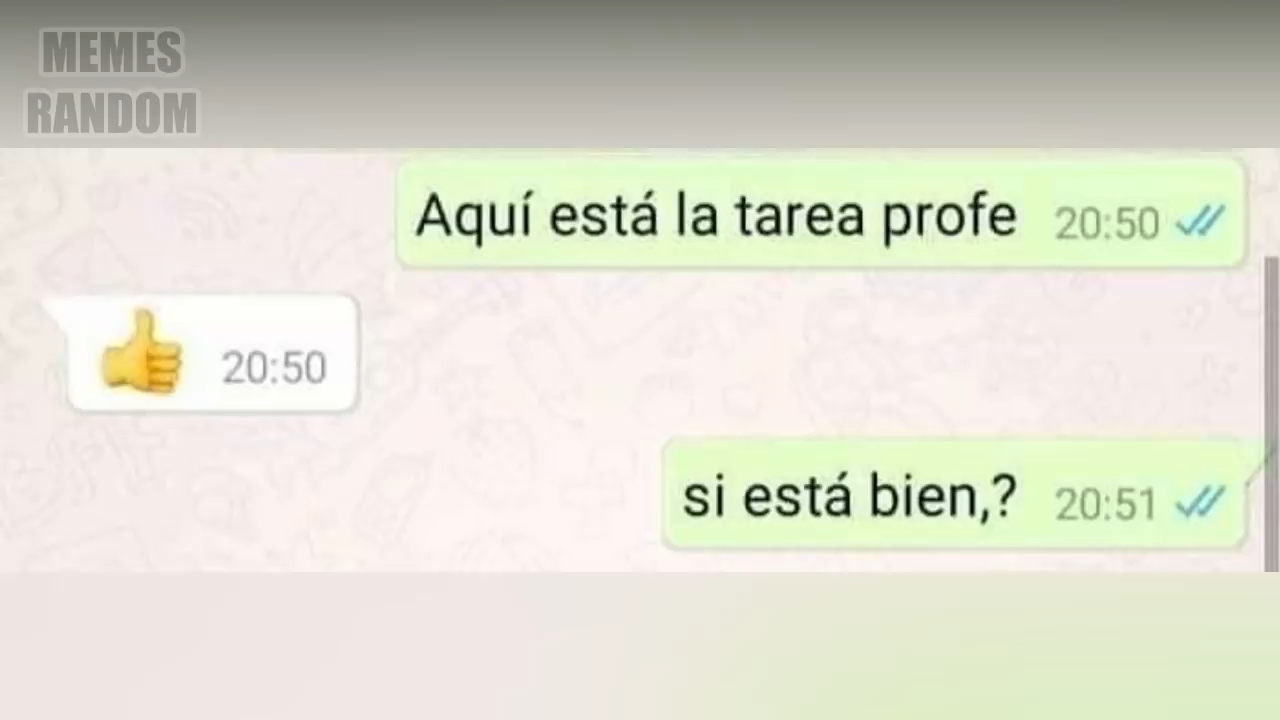 MEMES
RANDOM
Aquí está la tarea profe 20:50
👍 20:50
si está bien,? 20:51